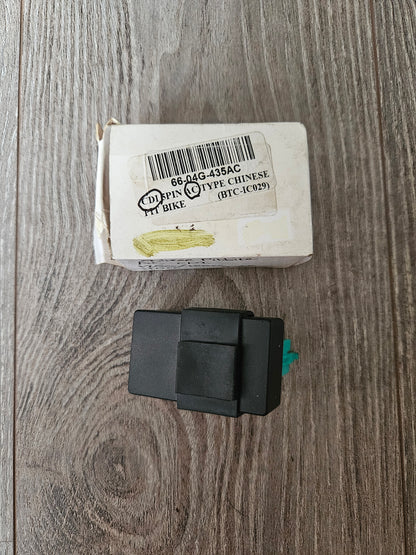 66-04G-435AC
CDI 5PIN AC TYPE CHINESE
PIT BIKE (BTC-IC029)